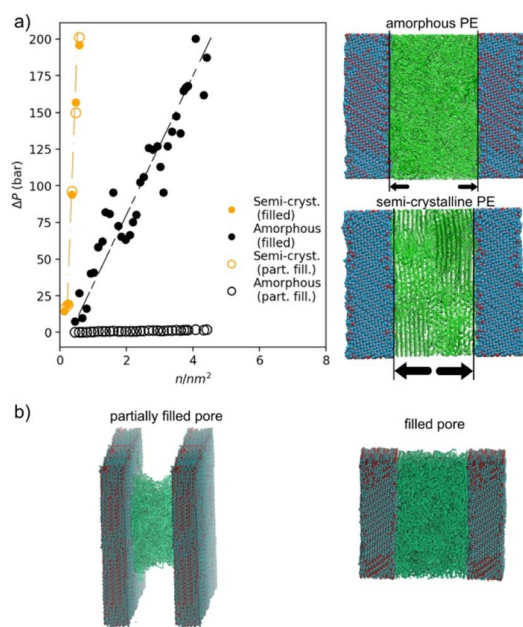 a)
200
175
150
125
100
75
50
25
0
ΔP (bar)
0
2
4
6
8
n/nm²
Semi-cryst.
(filled)
Amorphous
(filled)
Semi-cryst.
(part. fill.)
Amorphous
(part. fill.)
amorphous PE
semi-crystalline PE
b)
partially filled pore
filled pore